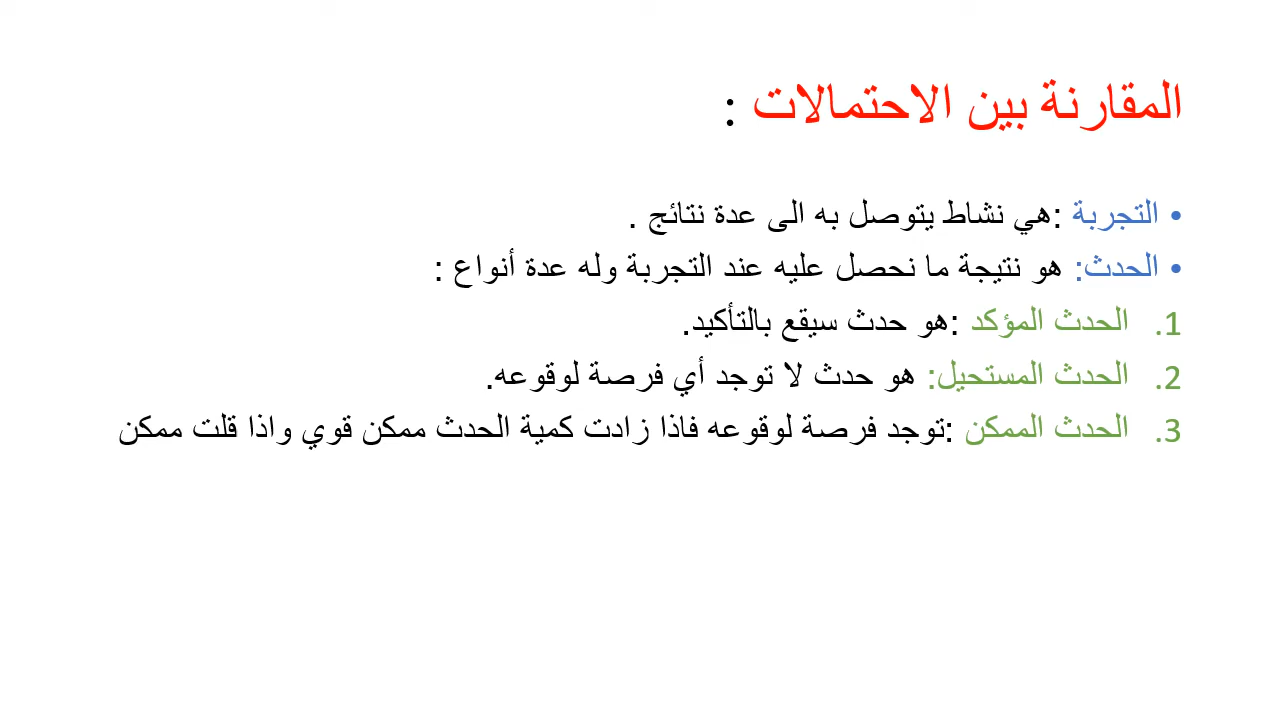 المقارنة بين الاحتمالات :
• التجربة :هي نشاط يتوصل به الى عدة نتائج .
• الحدث: هو نتيجة ما نحصل عليه عند التجربة وله عدة أنواع :
1. الحدث المؤكد :هو حدث سيقع بالتأكيد.
2. الحدث المستحيل: هو حدث لا توجد أي فرصة لوقوعه.
3. الحدث الممكن :توجد فرصة لوقوعه فاذا زادت كمية الحدث ممكن قوي واذا قلت ممكن